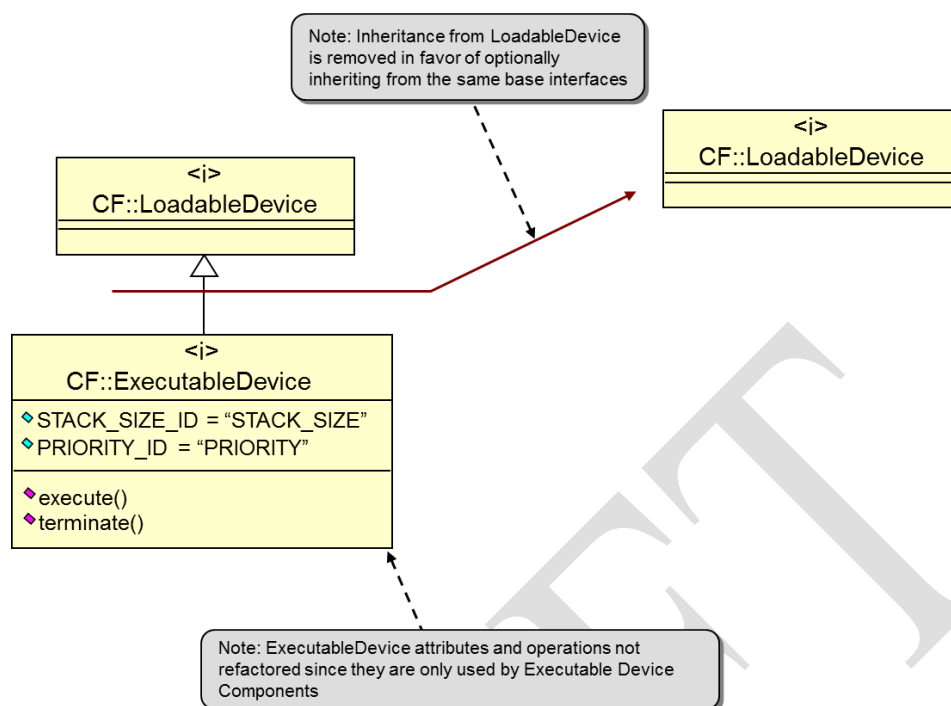 Note: Inheritance from LoadableDevice
is removed in favor of optionally
inheriting from the same base interfaces
<i>
CF::LoadableDevice
<i>
CF::LoadableDevice
<i>
CF::ExecutableDevice
STACK_SIZE_ID = “STACK_SIZE”
PRIORITY_ID = “PRIORITY”
execute()
terminate()
Note: ExecutableDevice attributes and operations not
refactored since they are only used by Executable Device
Components